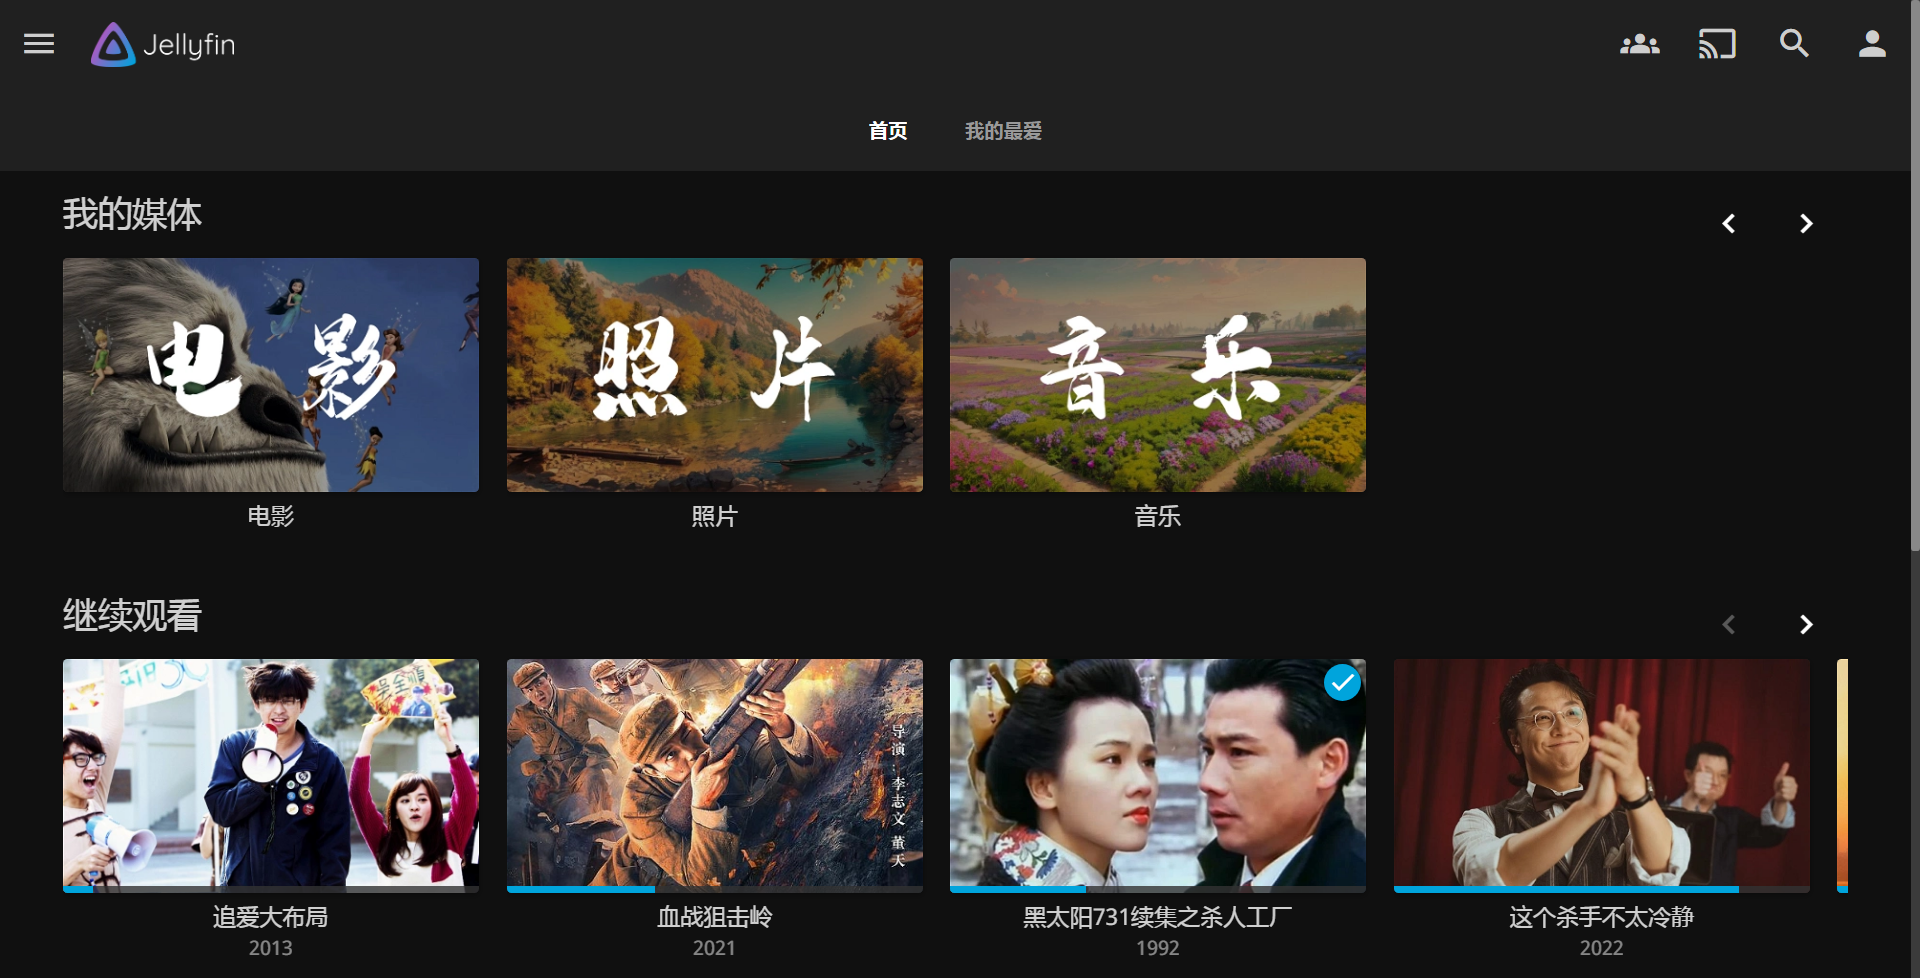 Jellyfin
首页 我的最爱
我的媒体
电影
照片
音乐
电影
照片
音乐
继续观看
吴全顺
导演：李志文 董天
追爱大布局
2013
血战狙击岭
2021
黑太阳731续集之杀人工厂
1992
这个杀手不太冷静
2022